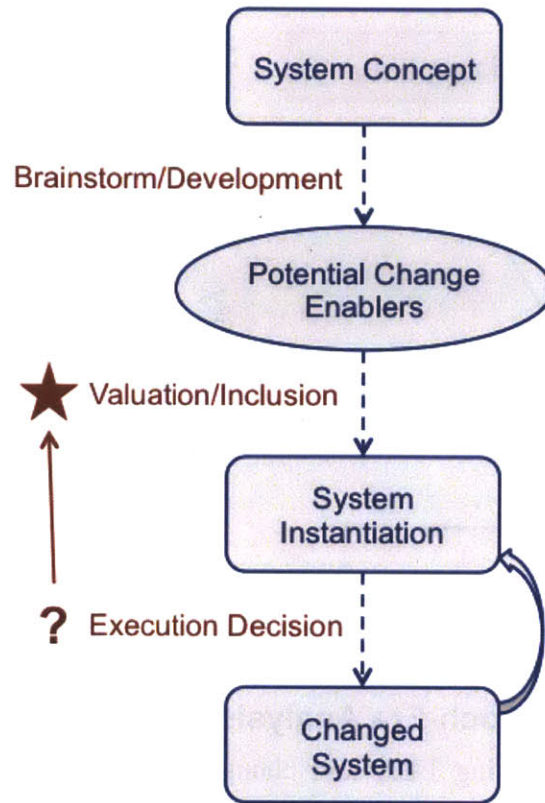 System Concept
Brainstorm/Development
Potential Change
Enablers
Valuation/Inclusion
System
Instantiation
? Execution Decision
Changed
System